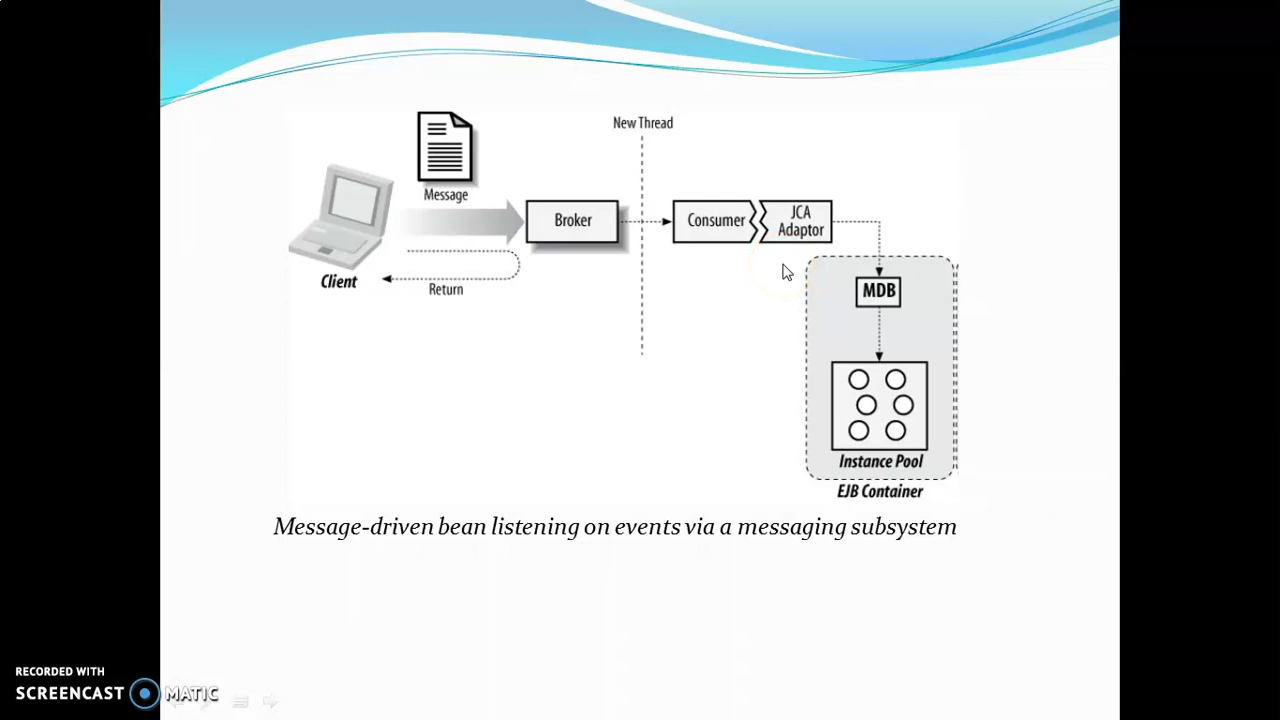 New Thread
Message
Broker
Consumer
JCA
Adaptor
Client
Return
MDB
Instance Pool
EJB Container
Message-driven bean listening on events via a messaging subsystem
RECORDED WITH
SCREENCAST MATIC